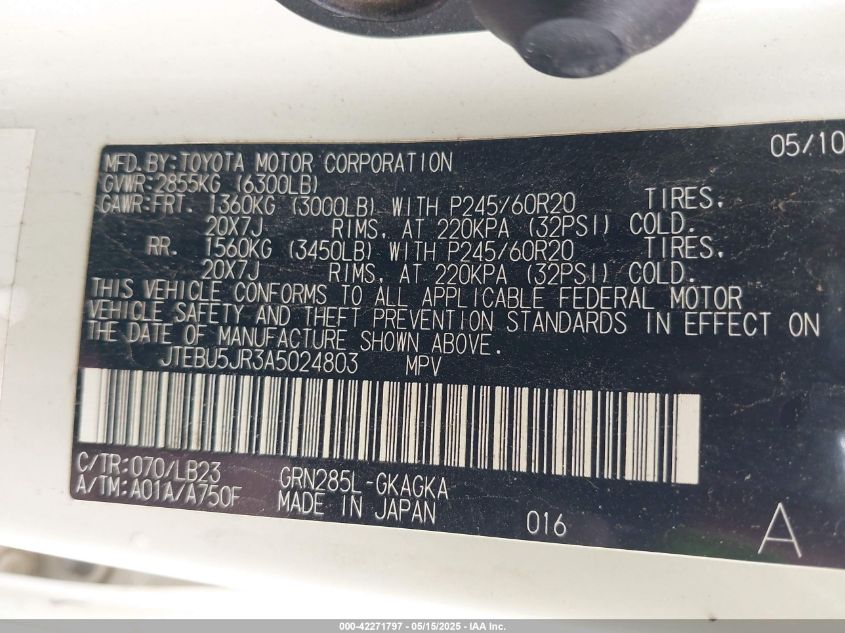 05/10
MFD. BY: TOYOTA MOTOR CORPORATION
GVWR: 2855KG (6300LB)
GAWR: FRT. 1360KG (3000LB) WITH P245/60R20 TIRES,
20X7J RIMS, AT 220KPA (32PSI) COLD.
RR. 1560KG (3450LB) WITH P245/60R20 TIRES,
20X7J RIMS, AT 220KPA (32PSI) COLD.
THIS VEHICLE CONFORMS TO ALL APPLICABLE FEDERAL MOTOR
VEHICLE SAFETY AND THEFT PREVENTION STANDARDS IN EFFECT ON
THE DATE OF MANUFACTURE SHOWN ABOVE.
JTEBU5JR3A5024803 MPV
C/TR: 070/LB23 GRN285L-GKAGKA
A/TM: A01A/A750F MADE IN JAPAN 016 A
000-42271797 - 05/15/2025 - IAA Inc.